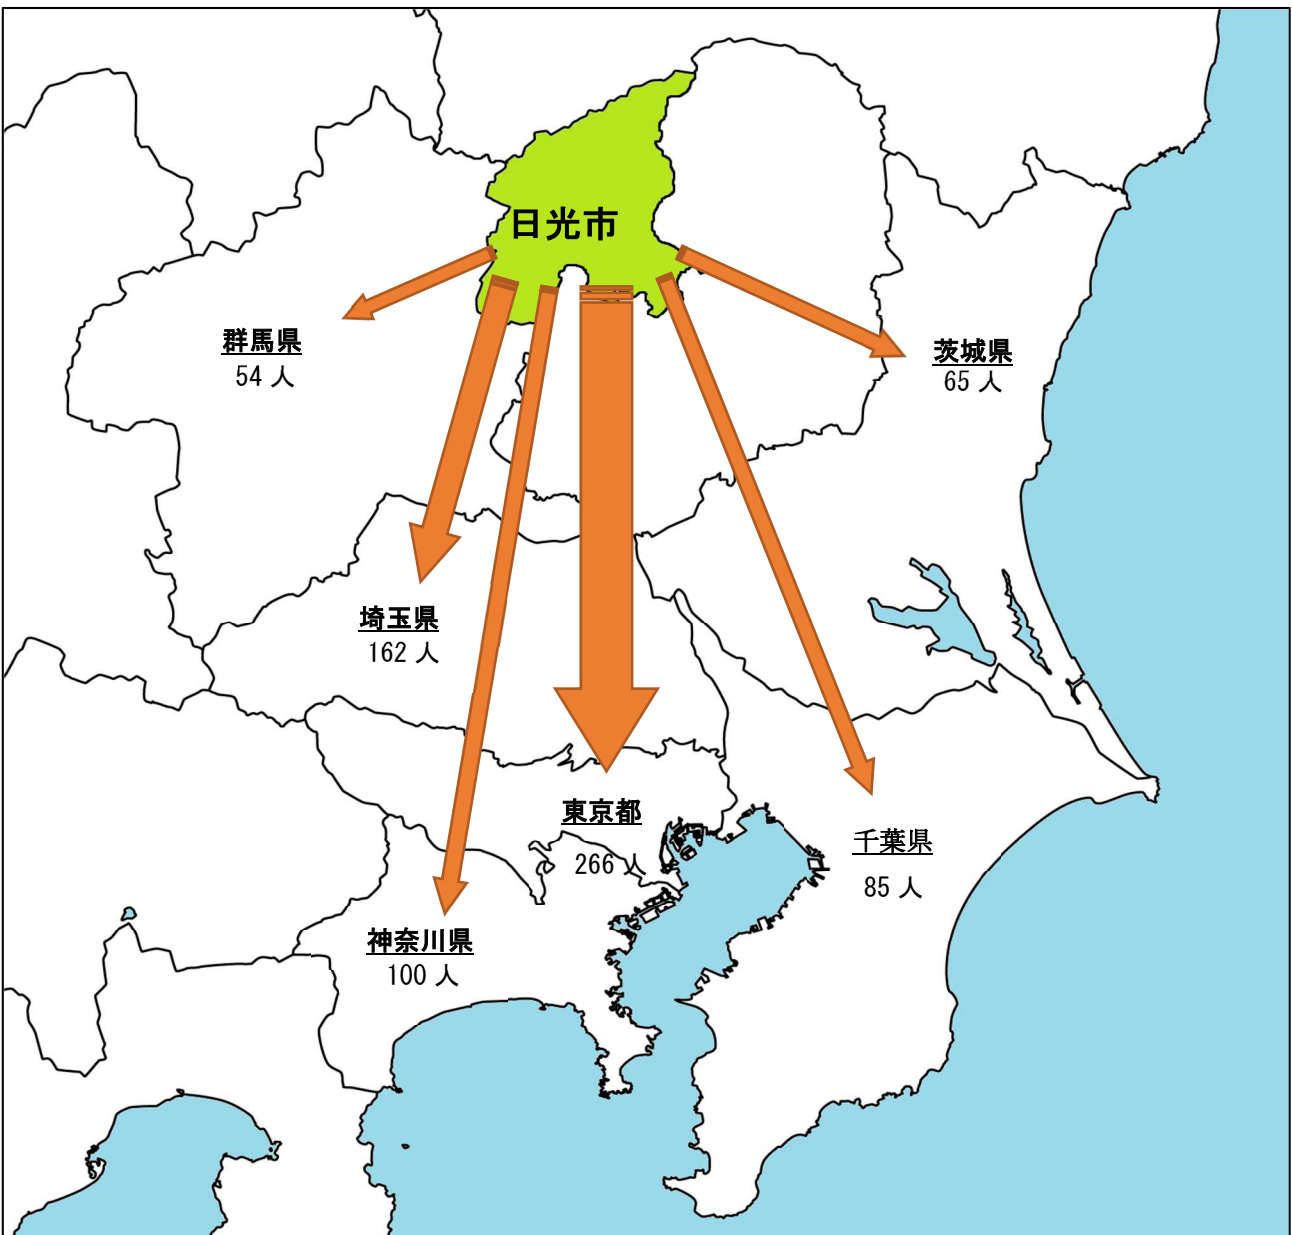 日光市
群馬県
54 人
茨城県
65 人
埼玉県
162 人
東京都
266 人
千葉県
85 人
神奈川県
100 人